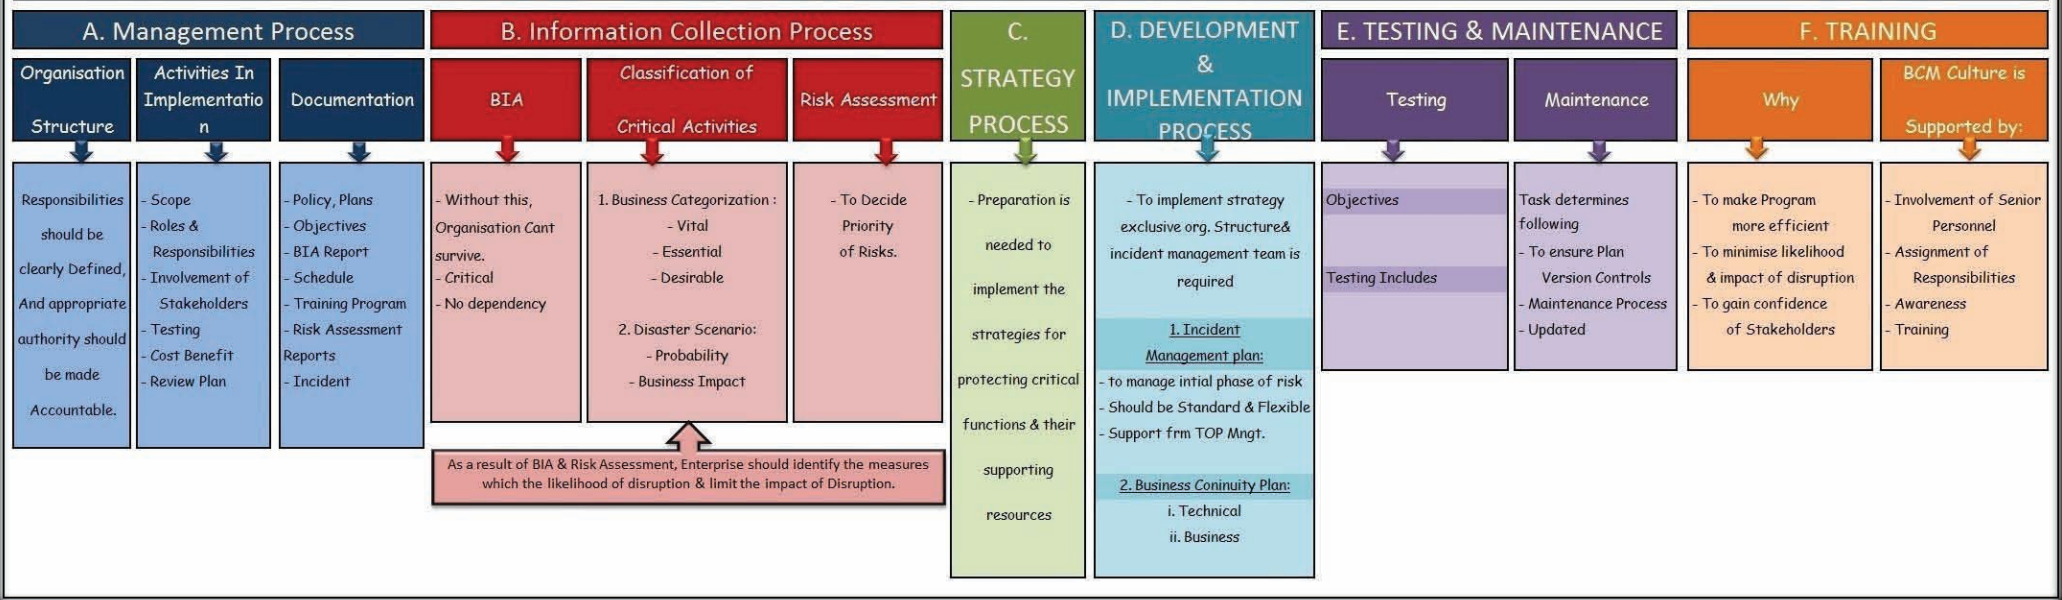 A. Management Process
Organisation
Structure
Responsibilities
should be
clearly Defined,
And appropriate
authority should
be made
Accountable.
Activities In
Implementatio
n
- Scope
- Roles &
Responsibilities
- Involvement of
Stakeholders
- Testing
- Cost Benefit
- Review Plan
Documentation
- Policy, Plans
- Objectives
- BIA Report
- Schedule
- Training Program
- Risk Assessment
Reports
- Incident
B. Information Collection Process
BIA
- Without this,
Organisation Cant
survive.
- Critical
- No dependency
Classification of
Critical Activities
1. Business Categorization :
- Vital
- Essential
- Desirable
2. Disaster Scenario:
- Probability
- Business Impact
Risk Assessment
- To Decide
Priority
of Risks.
As a result of BIA & Risk Assessment, Enterprise should identify the measures
which the likelihood of disruption & limit the impact of Disruption.
C.
STRATEGY
PROCESS
- Preparation is
needed to
implement the
strategies for
protecting critical
functions & their
supporting
resources
D. DEVELOPMENT
&
IMPLEMENTATION
PROCESS
- To implement strategy
exclusive org. Structure&
incident management team is
required
1. Incident
Management plan:
- to manage intial phase of risk
- Should be Standard & Flexible
- Support frm TOP Mngt.
2. Business Coninuity Plan:
i. Technical
ii. Business
E. TESTING & MAINTENANCE
Testing
Objectives
Testing Includes
Maintenance
Task determines
following
- To ensure Plan
Version Controls
- Maintenance Process
- Updated
F. TRAINING
Why
- To make Program
more efficient
- To minimise likelihood
& impact of disruption
- To gain confidence
of Stakeholders
BCM Culture is
Supported by:
- Involvement of Senior
Personnel
- Assignment of
Responsibilities
- Awareness
- Training